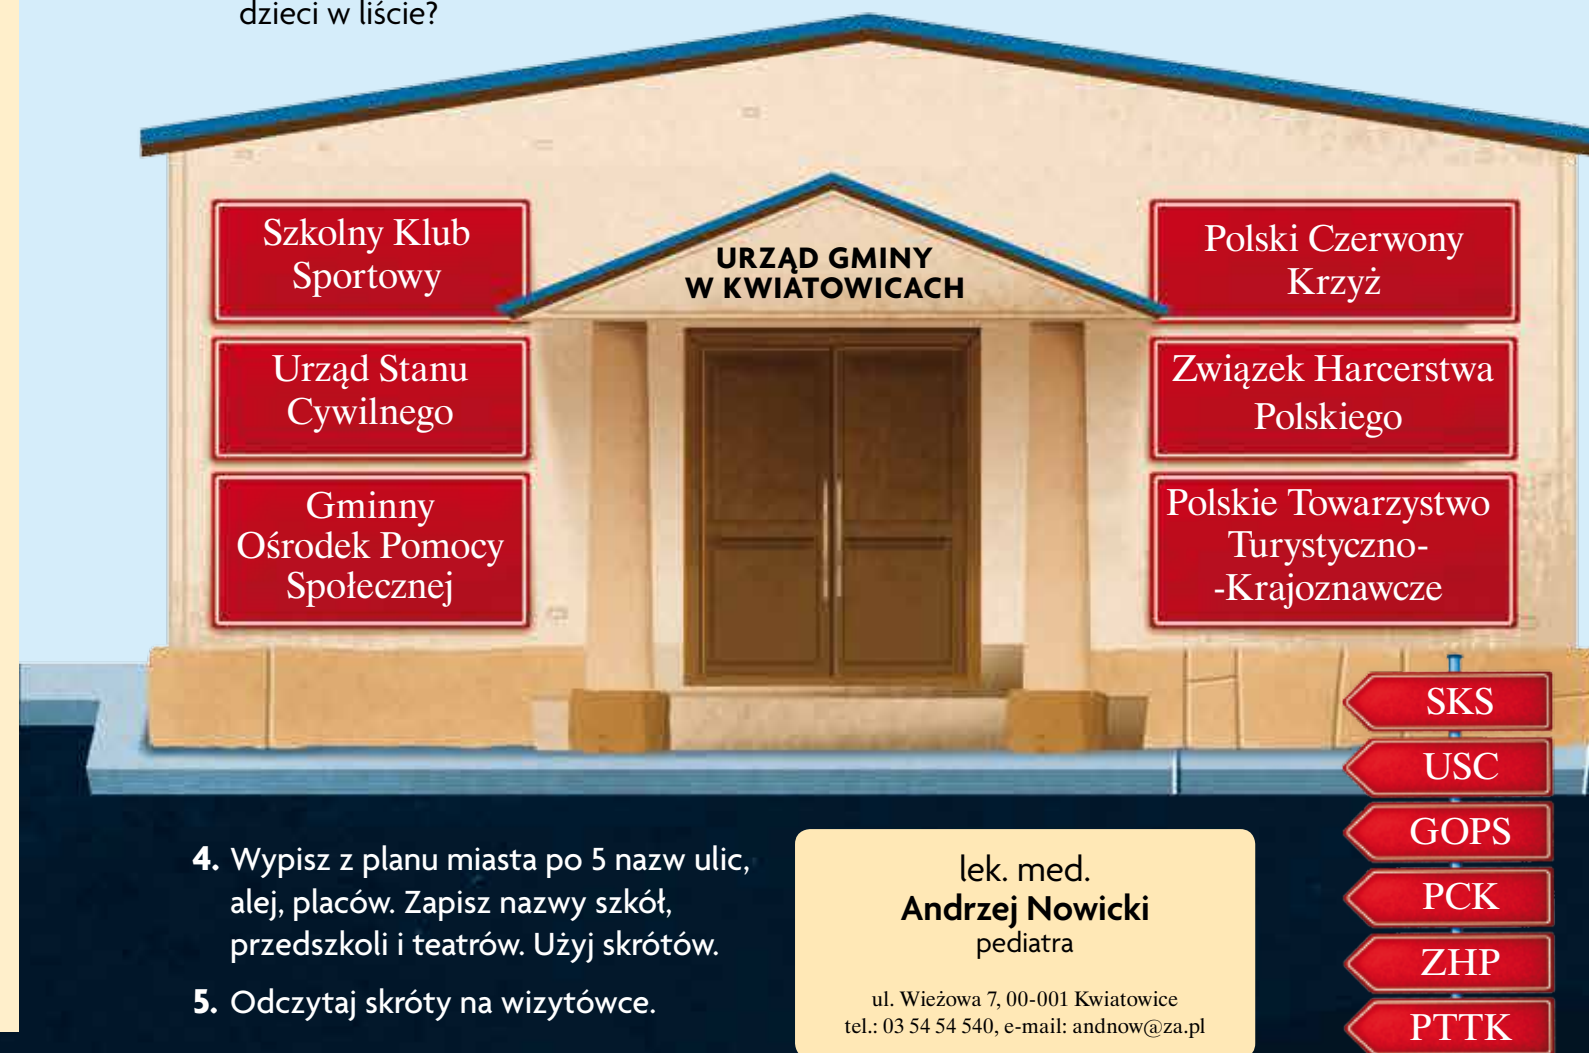 dzieci w liście?
Szkolny Klub
Sportowy
Urząd Stanu
Cywilnego
Gminny
Ośrodek Pomocy
Społecznej
URZĄD GMINY
W KWIATOWICACH
Polski Czerwony
Krzyż
Związek Harcerstwa
Polskiego
Polskie Towarzystwo
Turystyczno-
-Krajoznawcze
SKS
USC
GOPS
PCK
ZHP
PTTK
4. Wypisz z planu miasta po 5 nazw ulic,
alej, placów. Zapisz nazwy szkół,
przedszkoli i teatrów. Użyj skrótów.
5. Odczytaj skróty na wizytówce.
lek. med.
Andrzej Nowicki
pediatra
ul. Wieżowa 7, 00-001 Kwiatowice
tel.: 03 54 54 540, e-mail: andnow@za.pl